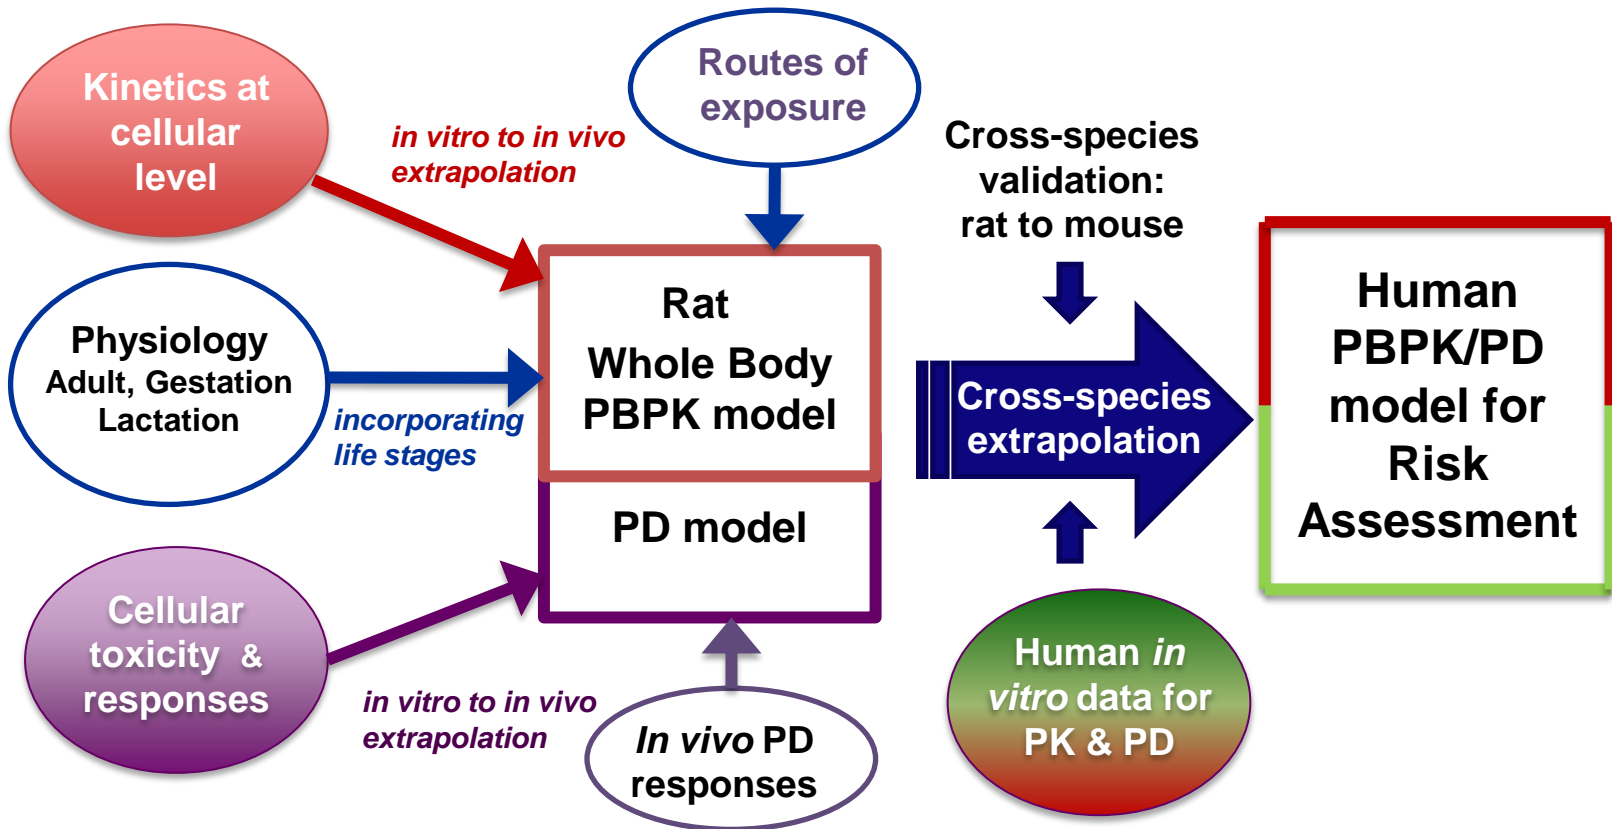 Kinetics at
cellular
level
in vitro to in vivo
extrapolation
Routes of
exposure
Cross-species
validation:
rat to mouse
Physiology
Adult, Gestation
Lactation
incorporating
life stages
Rat
Whole Body
PBPK model
PD model
Cross-species
extrapolation
Human
PBPK/PD
model for
Risk
Assessment
Cellular
toxicity &
responses
in vitro to in vivo
extrapolation
In vivo PD
responses
Human in
vitro data for
PK & PD